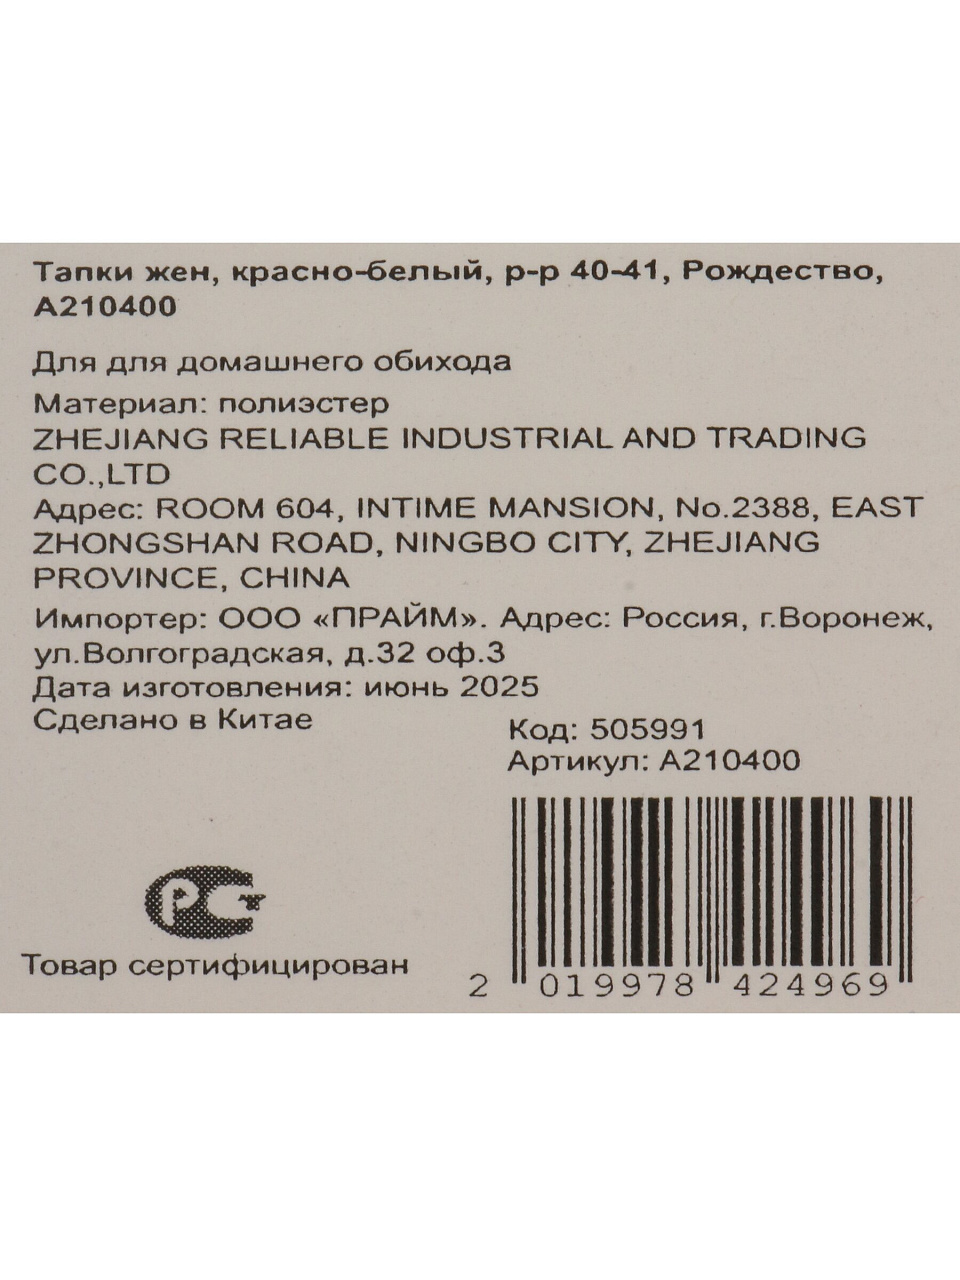 Тапки жен, красно-белый, р-р 40-41, Рождество,
А210400
Для для домашнего обихода
Материал: полиэстер
ZHEJIANG RELIABLE INDUSTRIAL AND TRADING
CO.,LTD
Адрес: ROOM 604, INTIME MANSION, No.2388, EAST
ZHONGSHAN ROAD, NINGBO CITY, ZHEJIANG
PROVINCE, CHINA
Импортер: ООО «ПРАЙМ». Адрес: Россия, г.Воронеж,
ул.Волгоградская, д.32 оф.3
Дата изготовления: июнь 2025
Сделано в Китае
Код: 505991
Артикул: А210400
РСТ
Товар сертифицирован
2 019978 424969